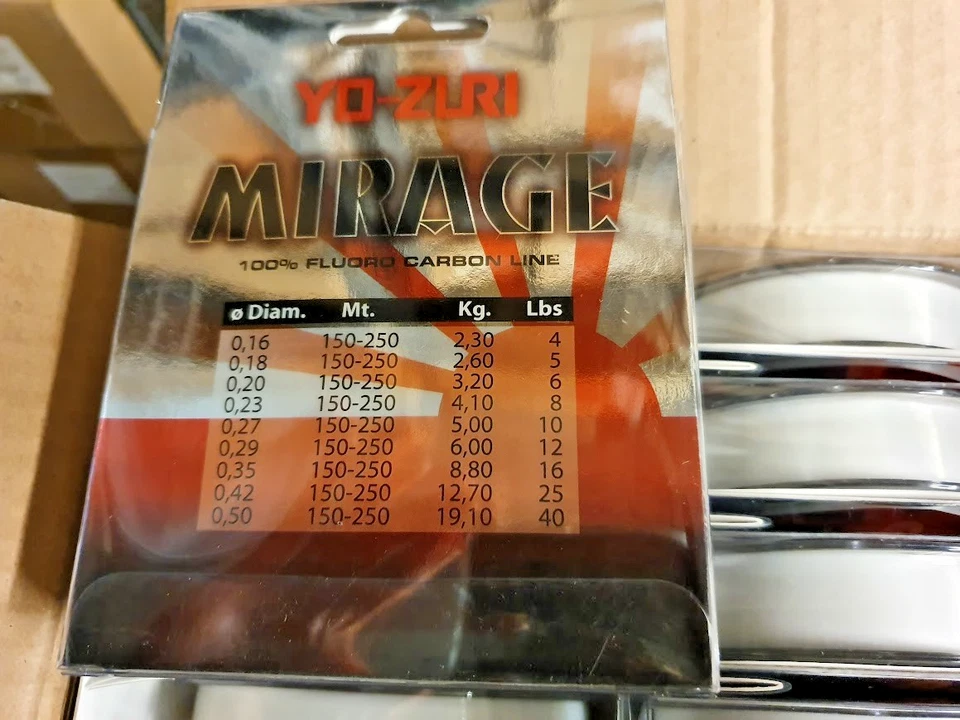 YO-ZURI
MIRAGE
100% FLUORO CARBON LINE
ø Diam. Mt. Kg. Lbs
0,16 150-250 2,30 4
0,18 150-250 2,60 5
0,20 150-250 3,20 6
0,23 150-250 4,10 8
0,27 150-250 5,00 10
0,29 150-250 6,00 12
0,35 150-250 8,80 16
0,42 150-250 12,70 25
0,50 150-250 19,10 40